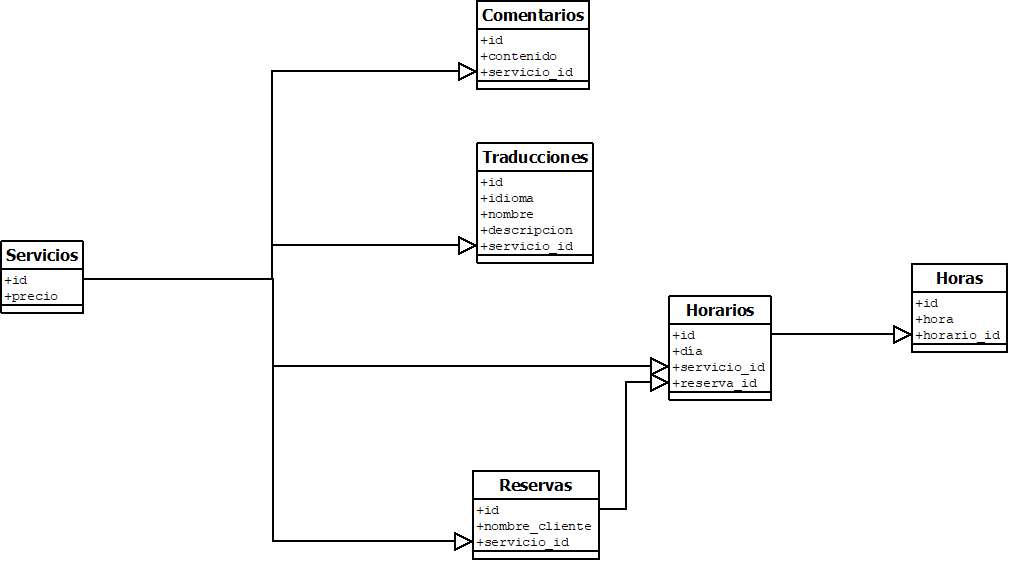 Comentarios
+id
+contenido
+servicio_id
Traducciones
+id
+idioma
+nombre
+descripcion
+servicio_id
Servicios
+id
+precio
Horarios
+id
+día
+servicio_id
+reserva_id
Horas
+id
+hora
+horario_id
Reservas
+id
+nombre_cliente
+servicio_id